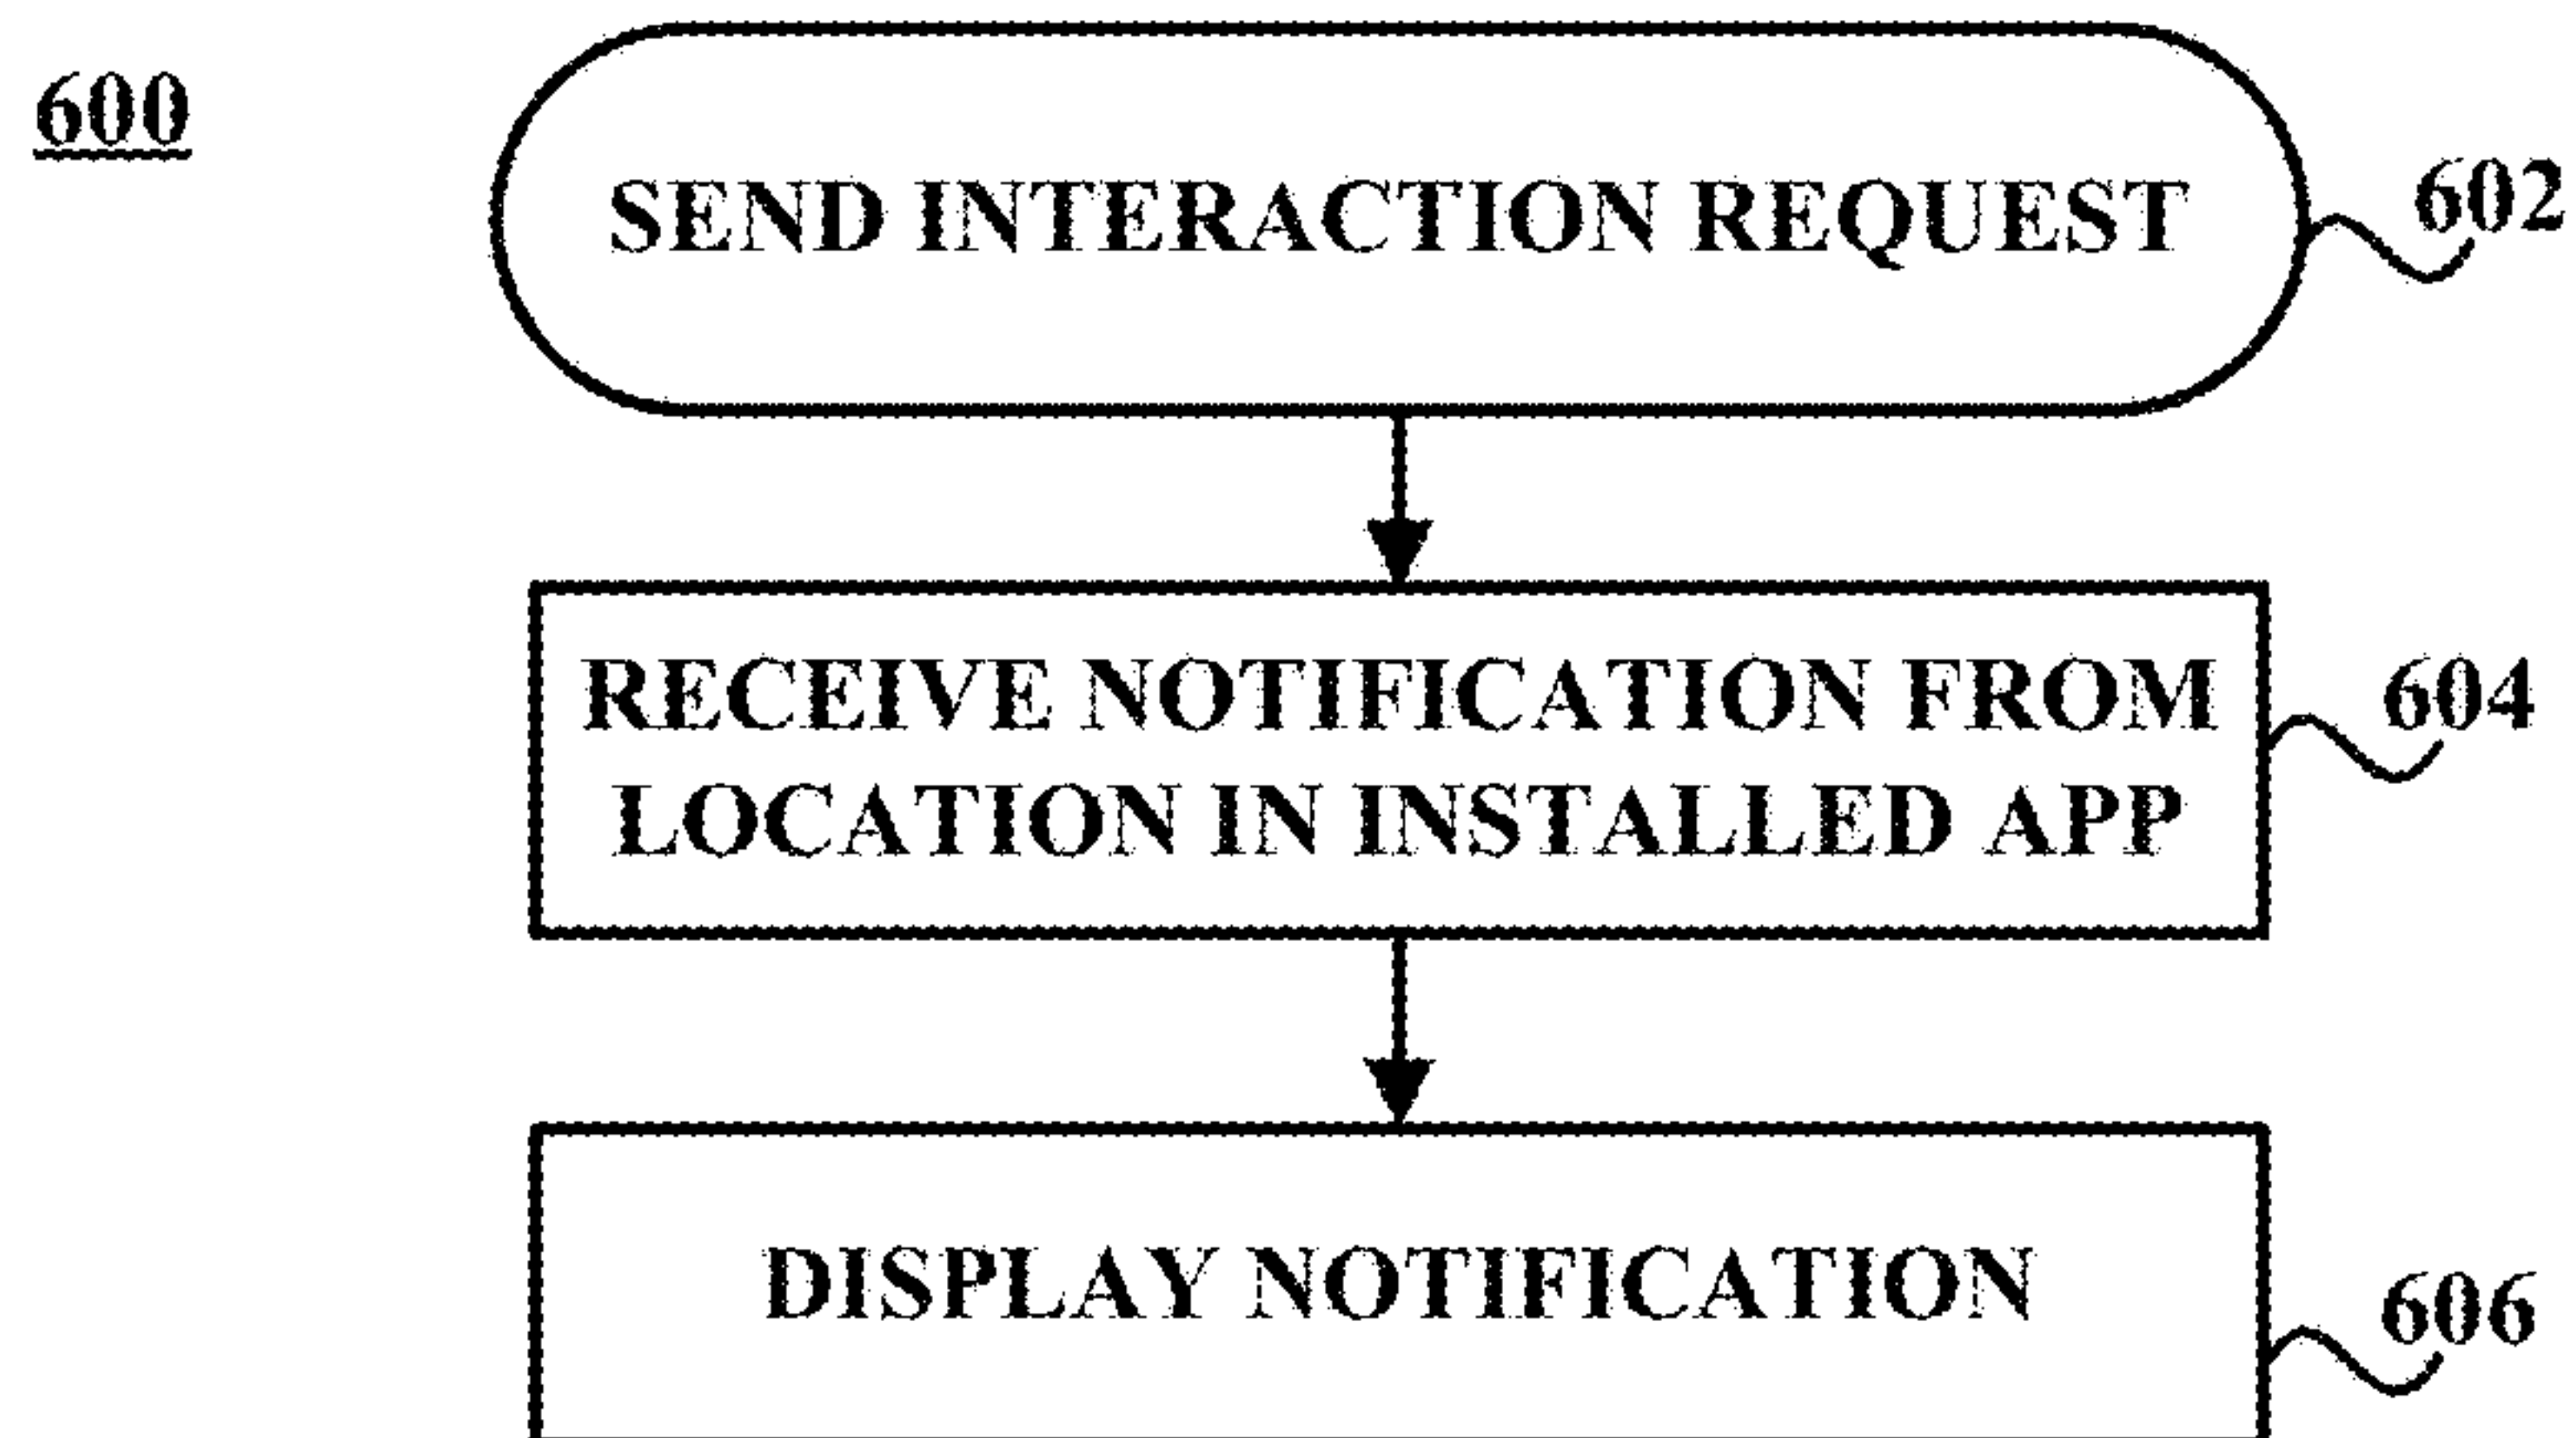 600
SEND INTERACTION REQUEST
602
RECEIVE NOTIFICATION FROM
LOCATION IN INSTALLED APP
604
DISPLAY NOTIFICATION
606